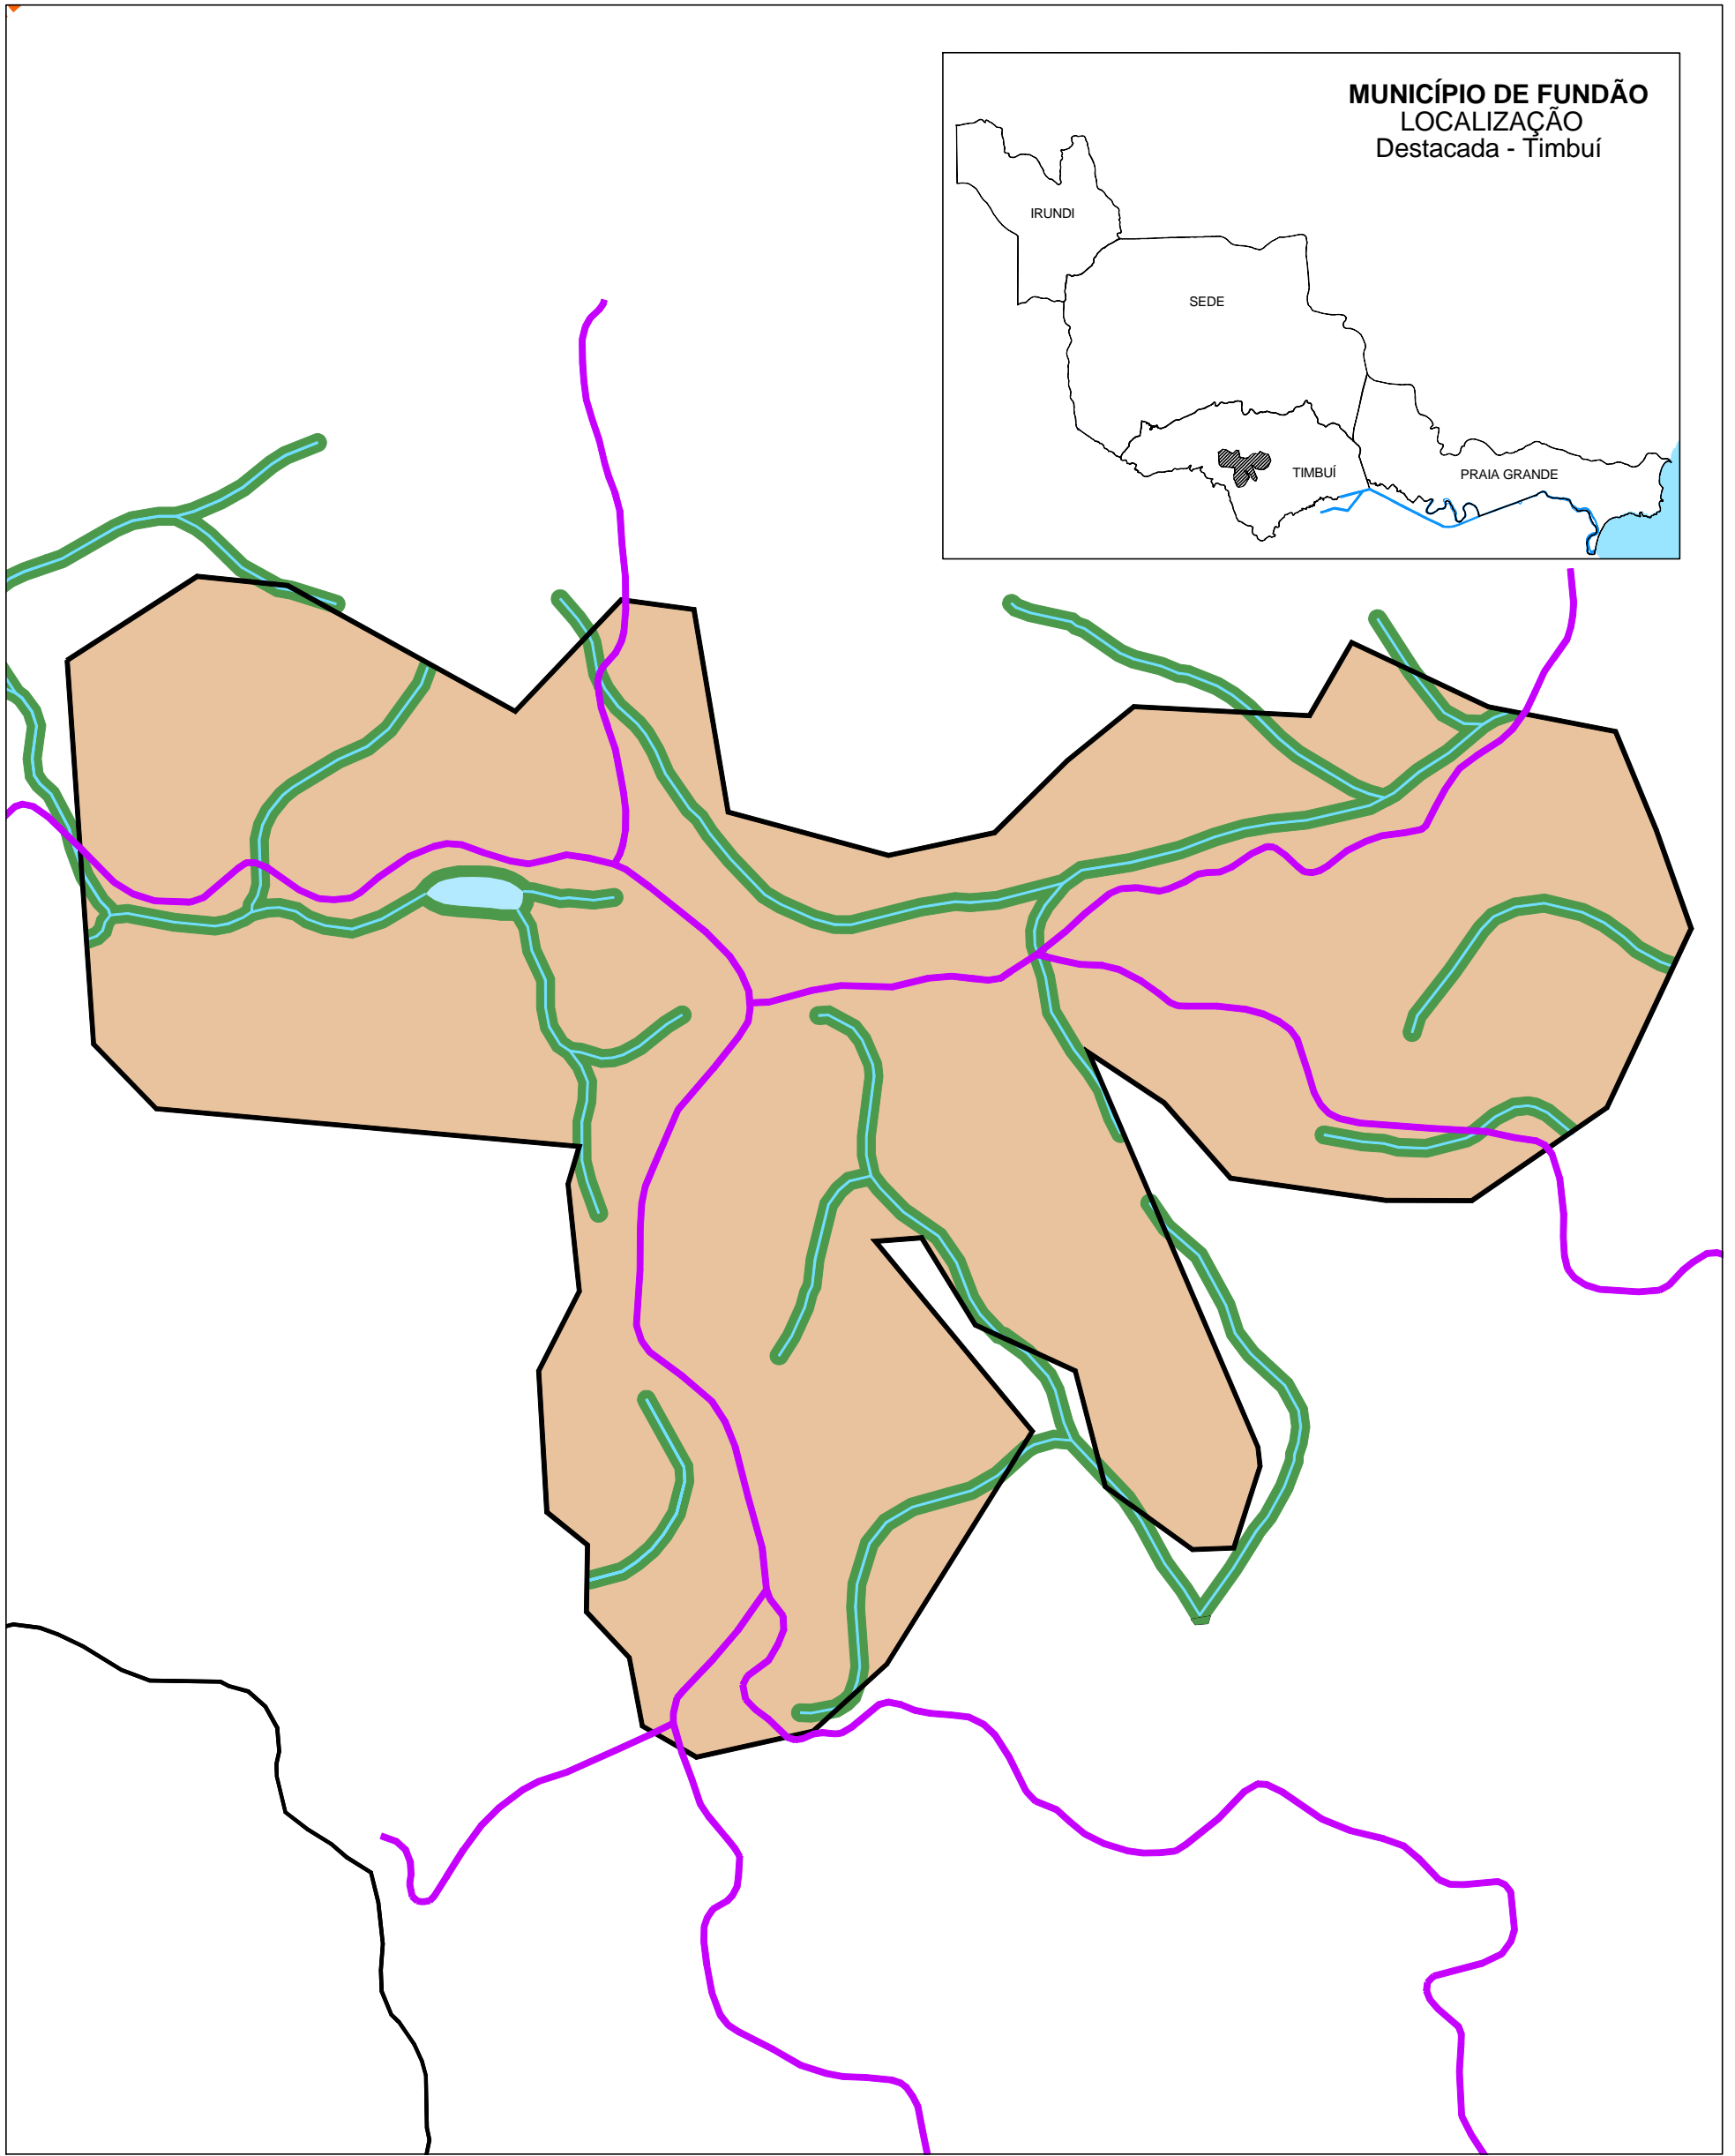 MUNICÍPIO DE FUNDÃO
LOCALIZAÇÃO
Destacada - Timbuí
IRUNDI
SEDE
TIMBUÍ
PRAIA GRANDE